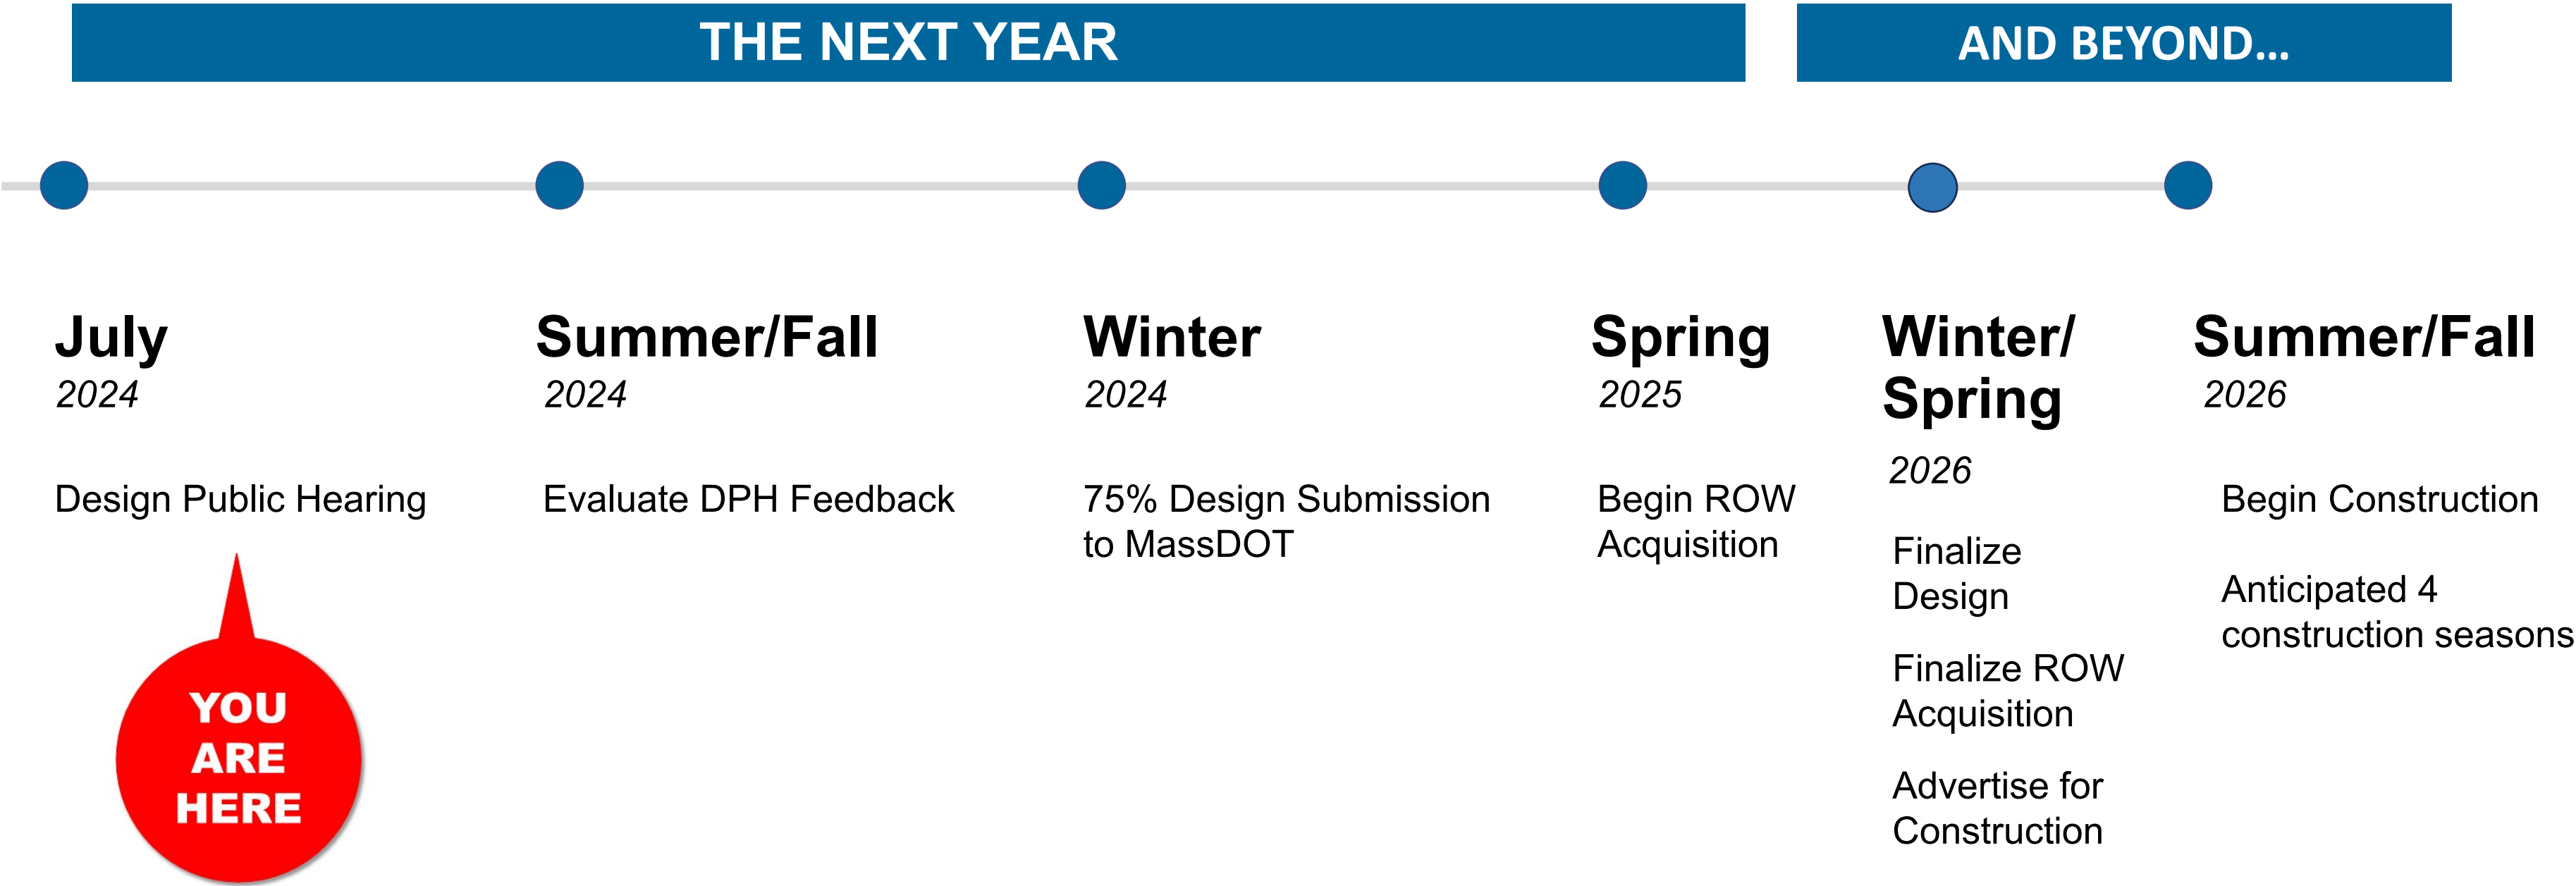 THE NEXT YEAR
AND BEYOND...
July
2024
Design Public Hearing
YOU
ARE
HERE
Summer/Fall
2024
Evaluate DPH Feedback
Winter
2024
75% Design Submission
to MassDOT
Spring
2025
Begin ROW
Acquisition
Winter/
Spring
2026
Finalize
Design
Finalize ROW
Acquisition
Advertise for
Construction
Summer/Fall
2026
Begin Construction
Anticipated 4
construction seasons